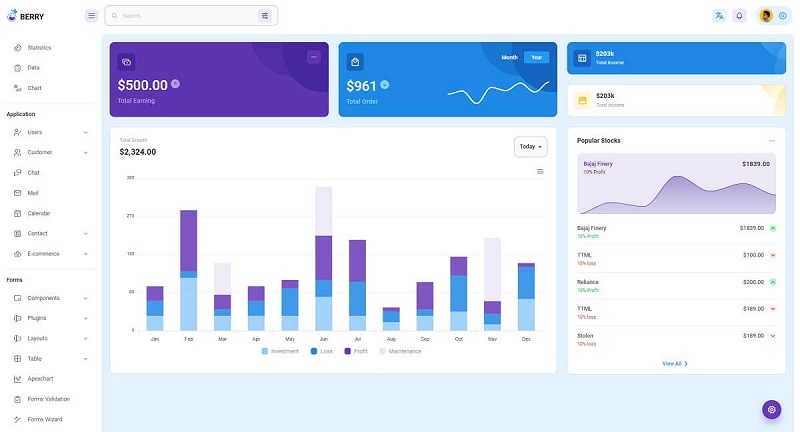 BERRY
Search
Statistics
Data
Chart
Application
Users
Customer
Chat
Mail
Calendar
Contact
E-commerce
Forms
Components
Plugins
Layouts
Table
Apexchart
Forms Validation
Forms Wizard
$500.00
Total Earning
Month
Year
$961
Total Order
$203k
Total Income
$203k
Total Income
Total Growth
$2,324.00
Today
360
270
180
90
0
Jan Feb Mar Apr May Jun Jul Aug Sep Oct Nov Dec
Investment Loss Profit Maintenance
Popular Stocks
Bajaj Finery $1839.00
10% Profit
Bajaj Finery $1839.00
10% Profit
TTML $100.00
10% loss
Reliance $200.00
10% Profit
TTML $189.00
10% loss
Stolon $189.00
10% loss
View All